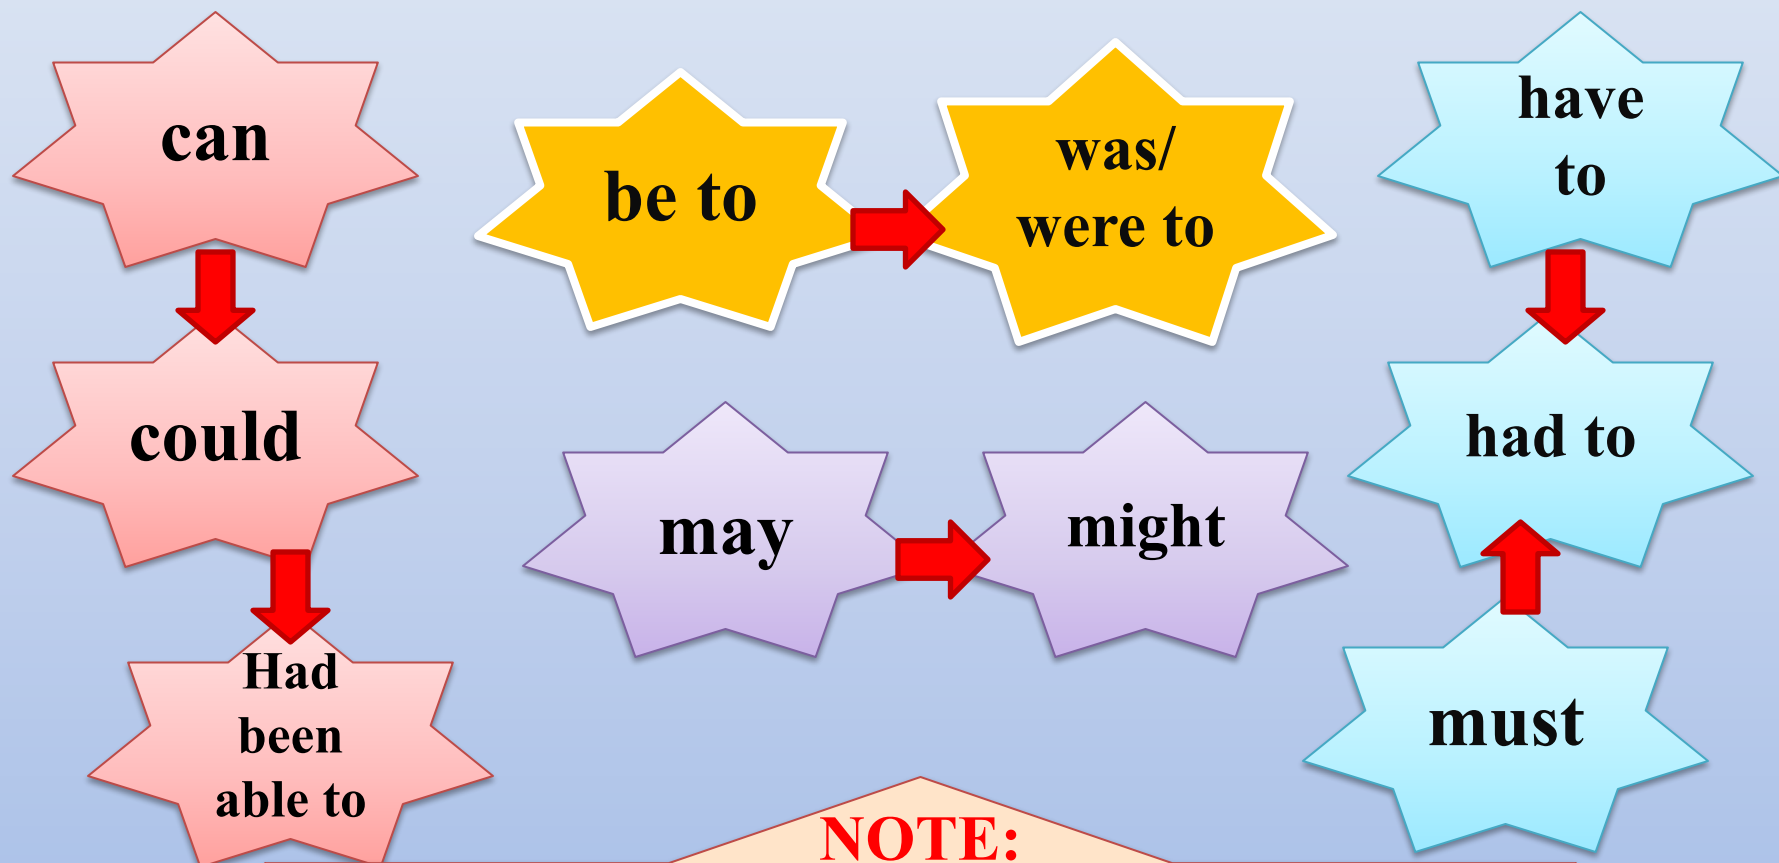 can
could
Had
been
able to
be to
was/
were to
may
might
have
to
had to
must
NOTE: